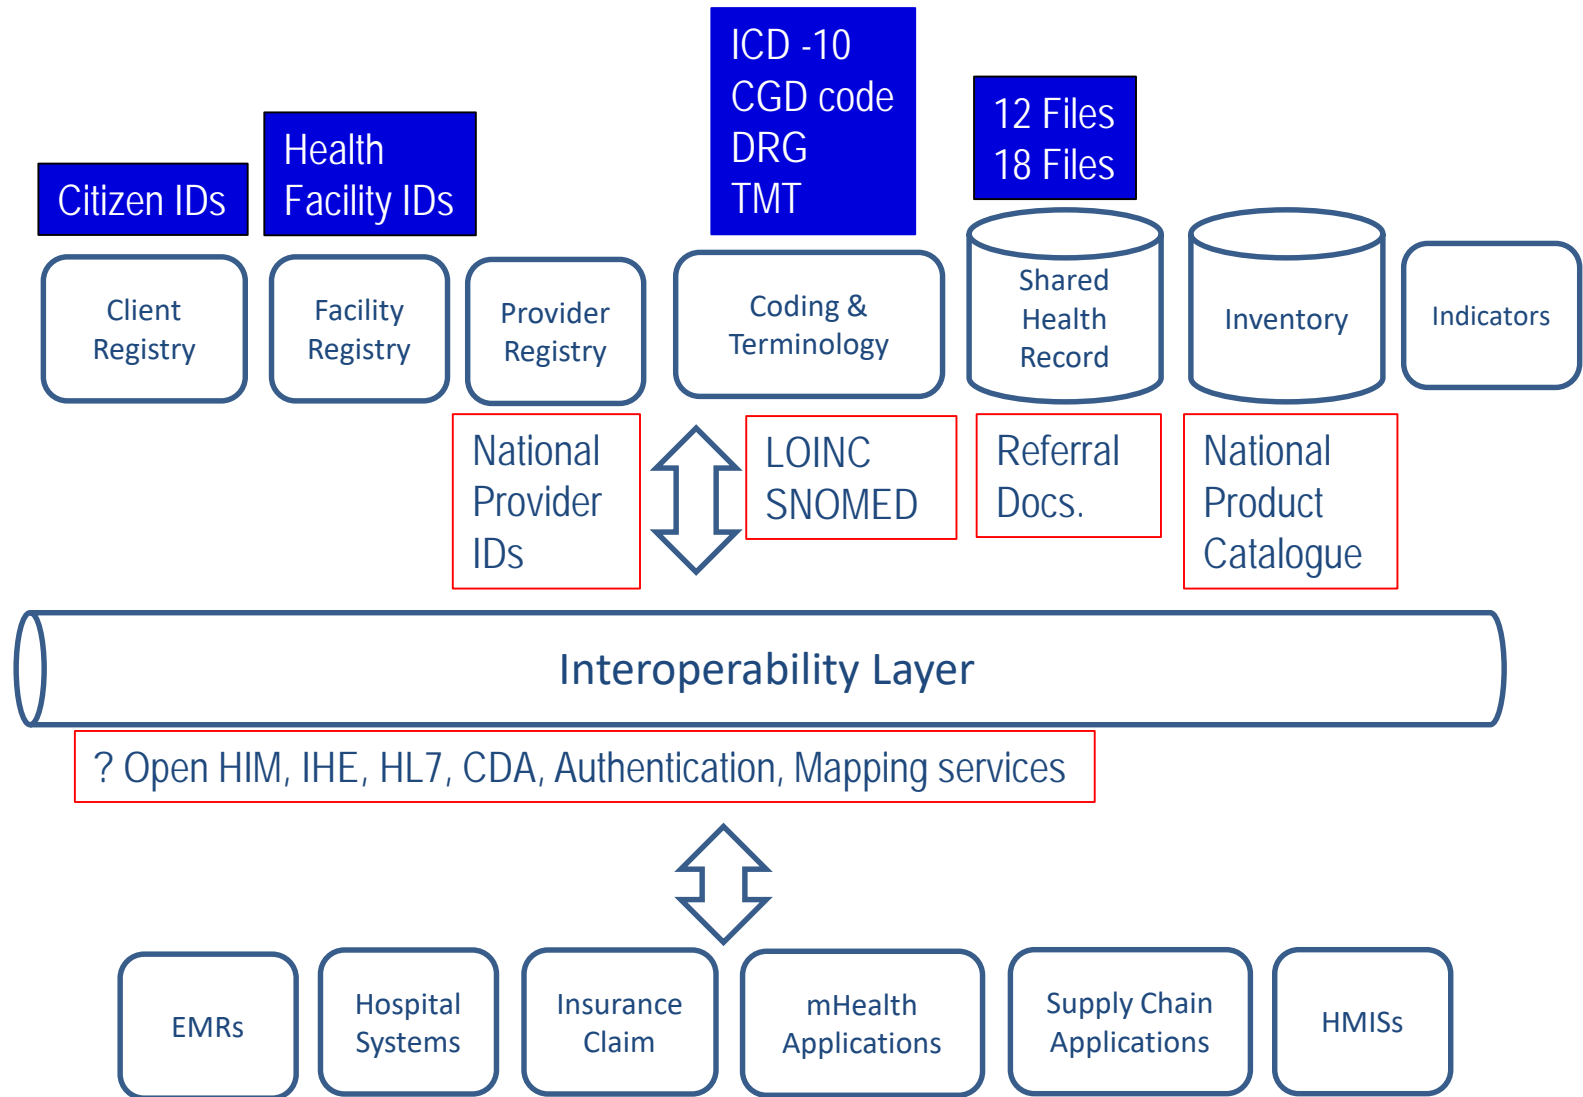 ICD -10
CGD code
DRG
TMT
12 Files
18 Files
Health
Facility IDs
Citizen IDs
Client
Registry
Facility
Registry
Provider
Registry
Coding &
Terminology
Shared
Health
Record
Inventory
Indicators
National
Provider
IDs
LOINC
SNOMED
Referral
Docs.
National
Product
Catalogue
Interoperability Layer
? Open HIM, IHE, HL7, CDA, Authentication, Mapping services
EMRs
Hospital
Systems
Insurance
Claim
mHealth
Applications
Supply Chain
Applications
HMISs